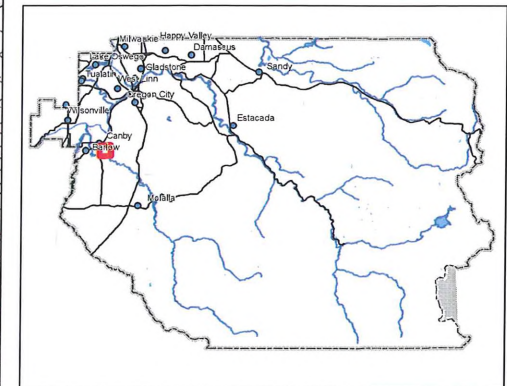 Milwaukie
Happy Valley
Damascus
Lake Oswego
Gladstone
Sandy
Tualatin
West Linn
Oregon City
Wilsonville
Estacada
Canby
Barlow
Molalla